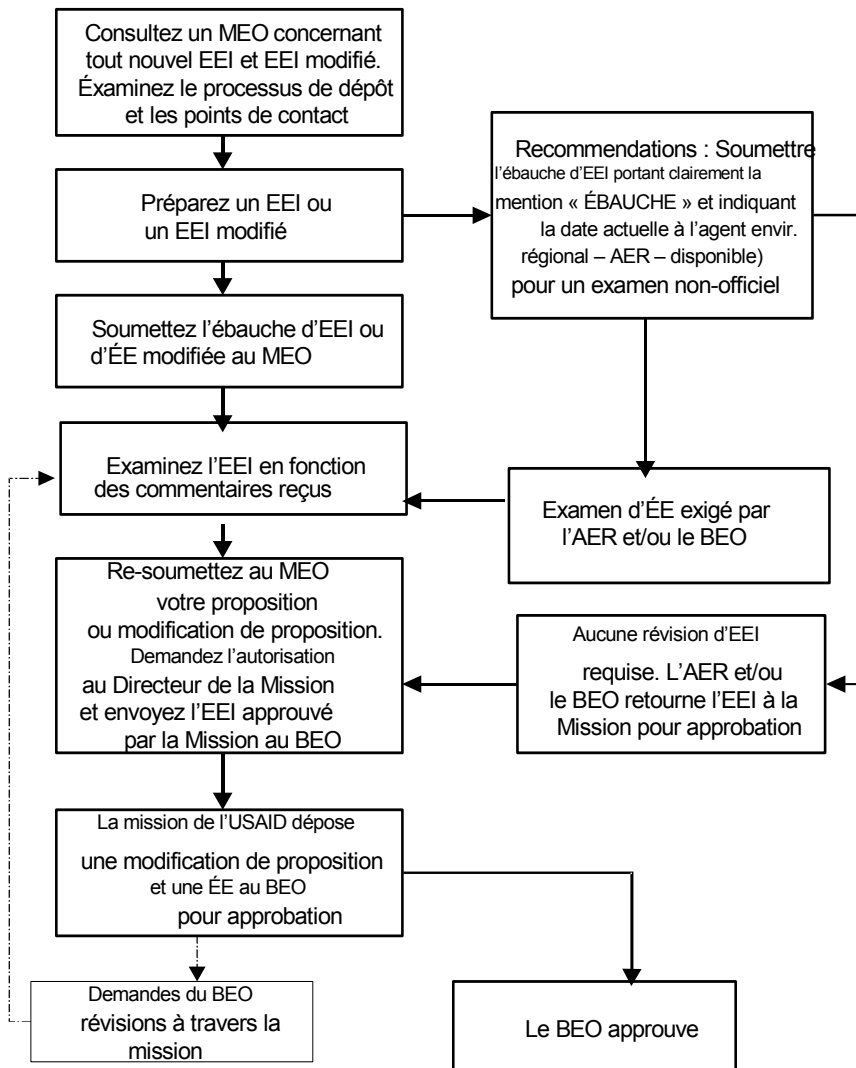 Consultez un MEO concernant
tout nouvel EEI et EEI modifié.
Éxaminez le processus de dépôt
et les points de contact
Préparez un EEI ou
un EEI modifié
Recommendations : Soumettre
l’ébauche d’EEI portant clairement la
mention « ÉBAUCHE » et indiquant
la date actuelle à l’agent envir.
régional – AER – disponible)
pour un examen non-officiel
Soumettez l’ébauche d’EEI ou
d’ÉE modifiée au MEO
Examinez l’EEI en fonction
des commentaires reçus
Examen d’ÉE exigé par
l’AER et/ou le BEO
Re-soumettez au MEO
votre proposition
ou modification de proposition.
Demandez l’autorisation
au Directeur de la Mission
et envoyez l’EEI approuvé
par la Mission au BEO
Aucune révision d’EEI
requise. L’AER et/ou
le BEO retourne l’EEI à la
Mission pour approbation
La mission de l’USAID dépose
une modification de proposition
et une ÉE au BEO
pour approbation
Demandes du BEO
révisions à travers la
mission
Le BEO approuve